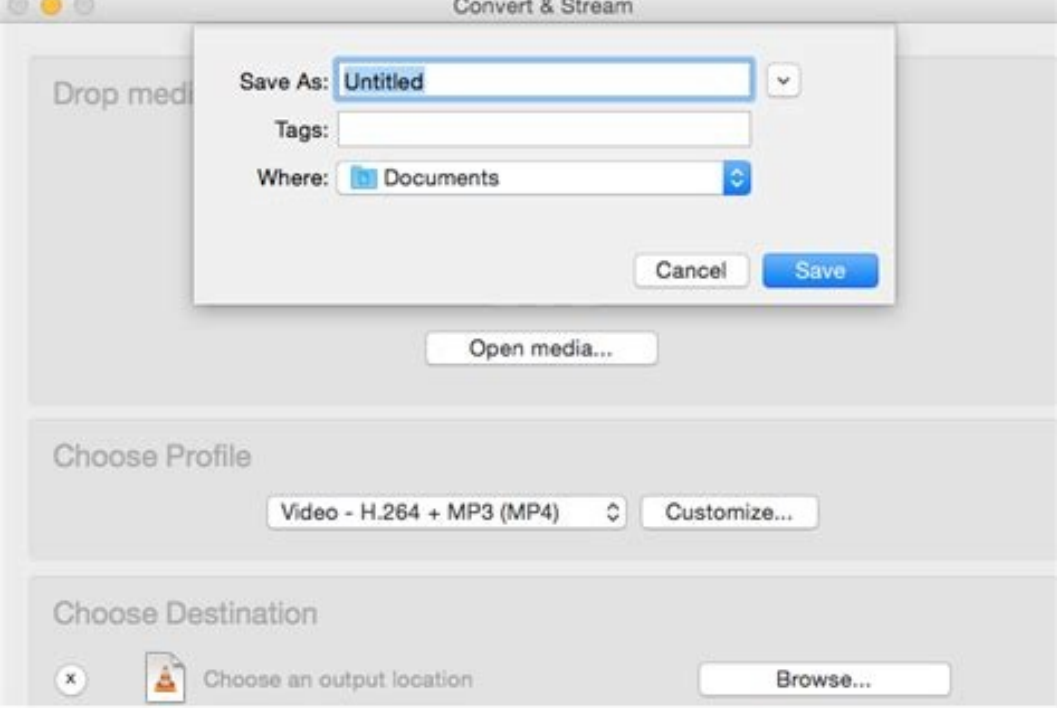 Convert & Stream
Save As: Untitled
Drop medi
Tags:
Where: Documents
Cancel Save
Open media...
Choose Profile
Video - H.264 + MP3 (MP4) Customize...
Choose Destination
x Choose an output location Browse...